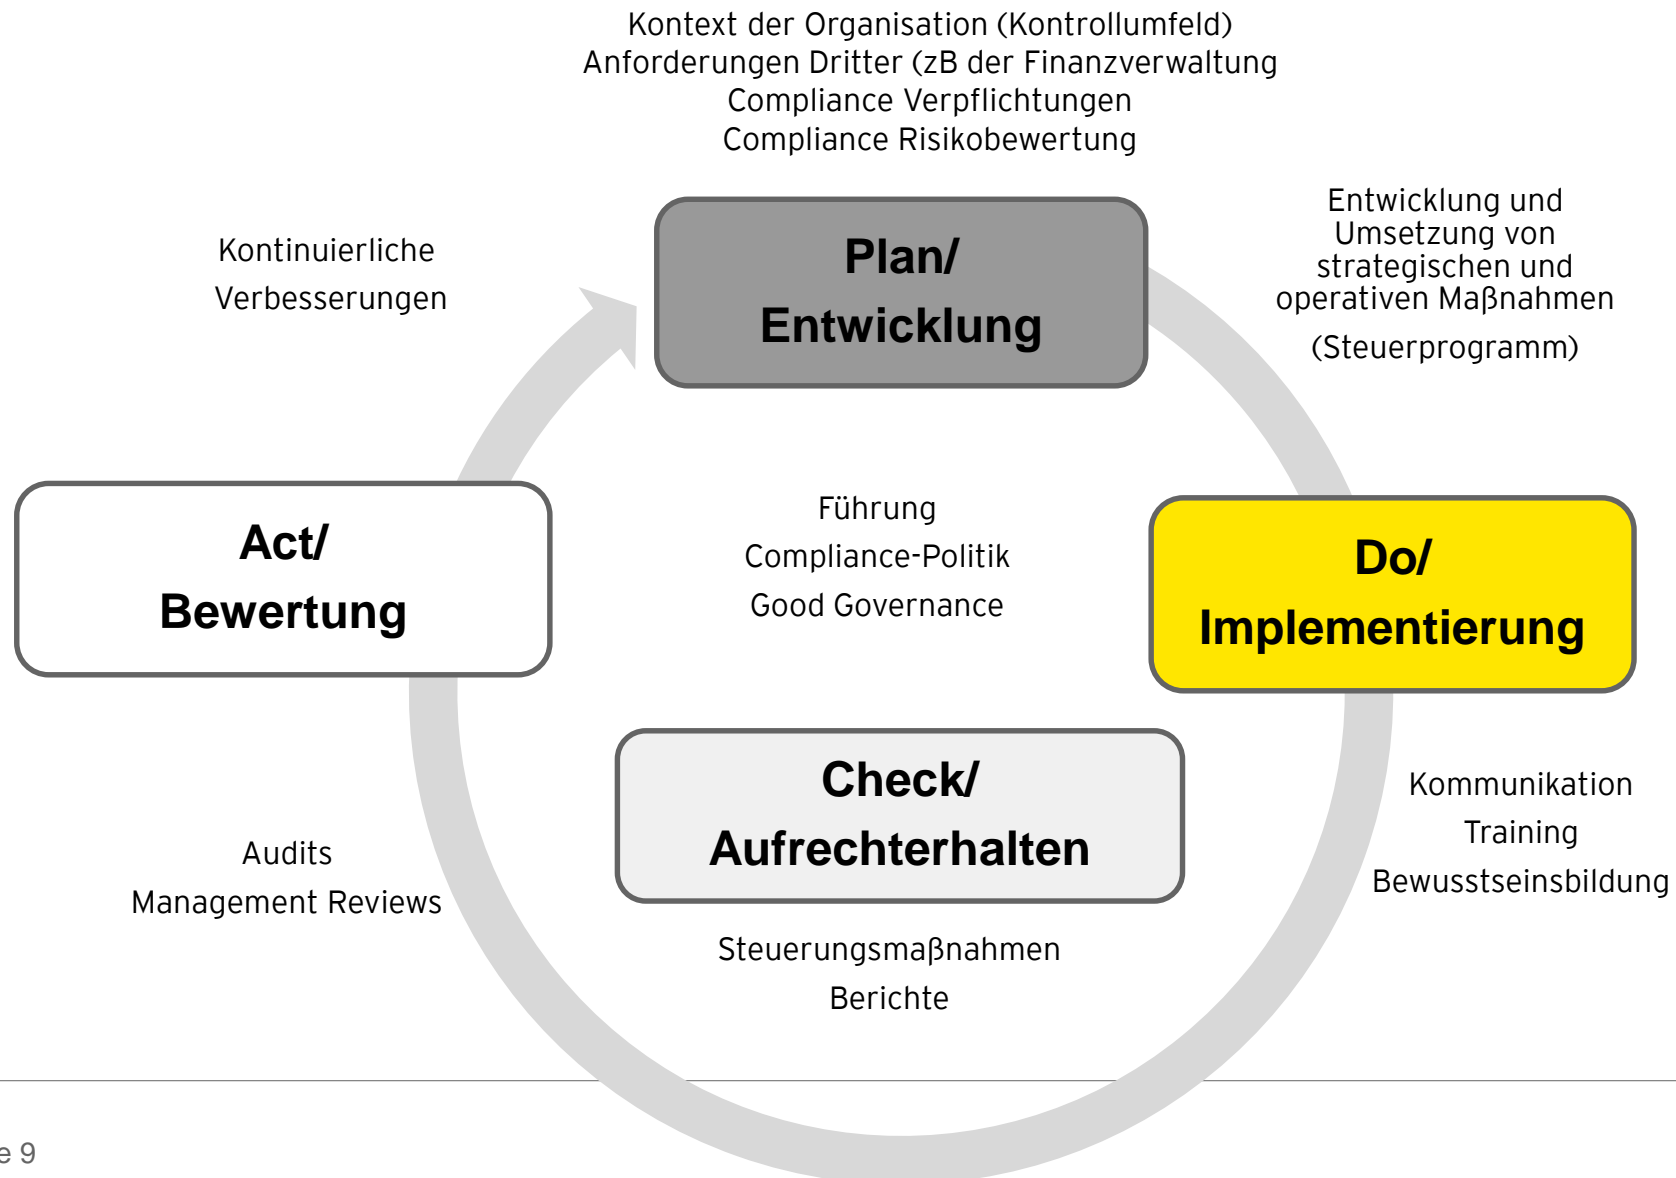 Kontext der Organisation (Kontrollumfeld)
Anforderungen Dritter (zB der Finanzverwaltung
Compliance Verpflichtungen
Compliance Risikobewertung
Plan/
Entwicklung
Entwicklung und
Umsetzung von
strategischen und
operativen Maßnahmen
(Steuerprogramm)
Kontinuierliche
Verbesserungen
Act/
Bewertung
Führung
Compliance-Politik
Good Governance
Do/
Implementierung
Check/
Aufrechterhalten
Kommunikation
Training
Bewusstseinsbildung
Audits
Management Reviews
Steuerungsmaßnahmen
Berichte
e 9